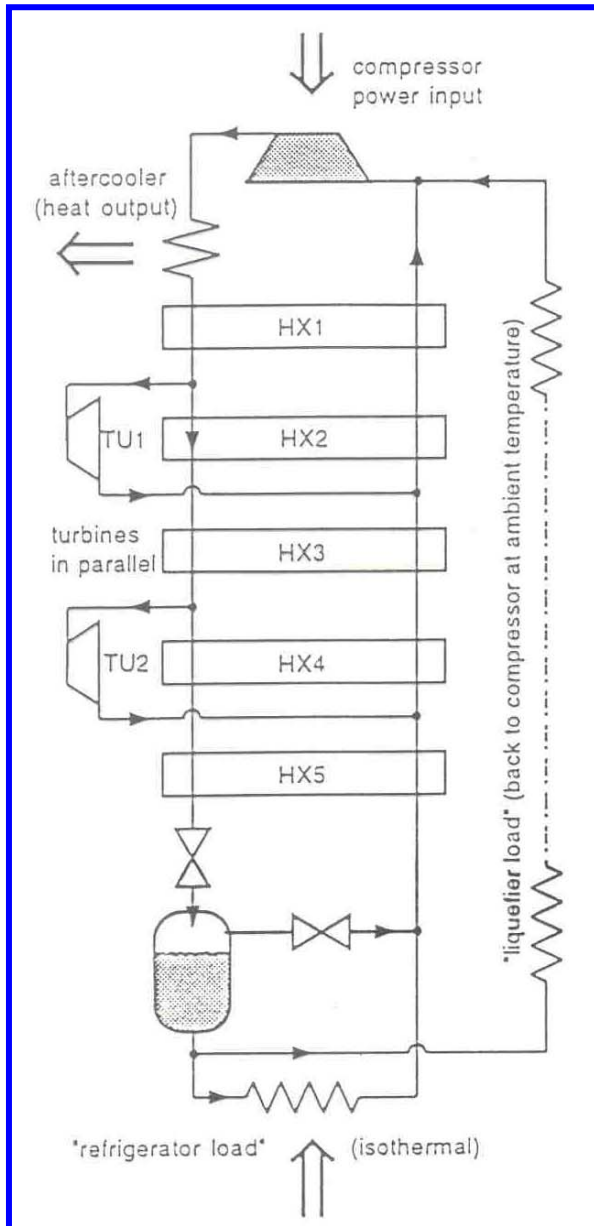 compressor
power input
aftercooler
(heat output)
HX1
TU1
HX2
turbines
in parallel
HX3
TU2
HX4
HX5
"liquefier load" (back to compressor at ambient temperature)
"refrigerator load"
(isothermal)